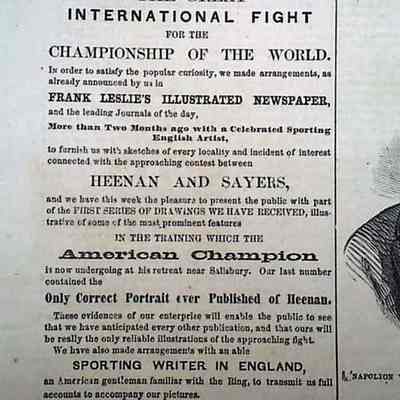 THE GREAT
INTERNATIONAL FIGHT
FOR THE
CHAMPIONSHIP OF THE WORLD.
In order to satisfy the popular curiosity, we made arrangements, as
already announced by us in
FRANK LESLIE'S ILLUSTRATED NEWSPAPER,
and the leading Journals of the day,
More than Two Months ago with a Celebrated Sporting
English Artist,
to furnish us with sketches of every locality and incident of interest
connected with the approaching contest between
HEENAN AND SAYERS,
and we have this week the pleasure to present the public with part
of the FIRST SERIES OF DRAWINGS WE HAVE RECEIVED, illus-
trative of some of the most prominent features
IN THE TRAINING WHICH THE
American Champion
is now undergoing at his retreat near Salisbury. Our last number
contained the
Only Correct Portrait ever Published of Heenan.
These evidences of our enterprise will enable the public to see
that we have anticipated every other publication, and that ours will
be really the only reliable illustrations of the approaching fight.
We have also made arrangements with an able
SPORTING WRITER IN ENGLAND,
an American gentleman familiar with the Ring, to transmit us full
accounts to accompany our pictures.
NAPOLEON